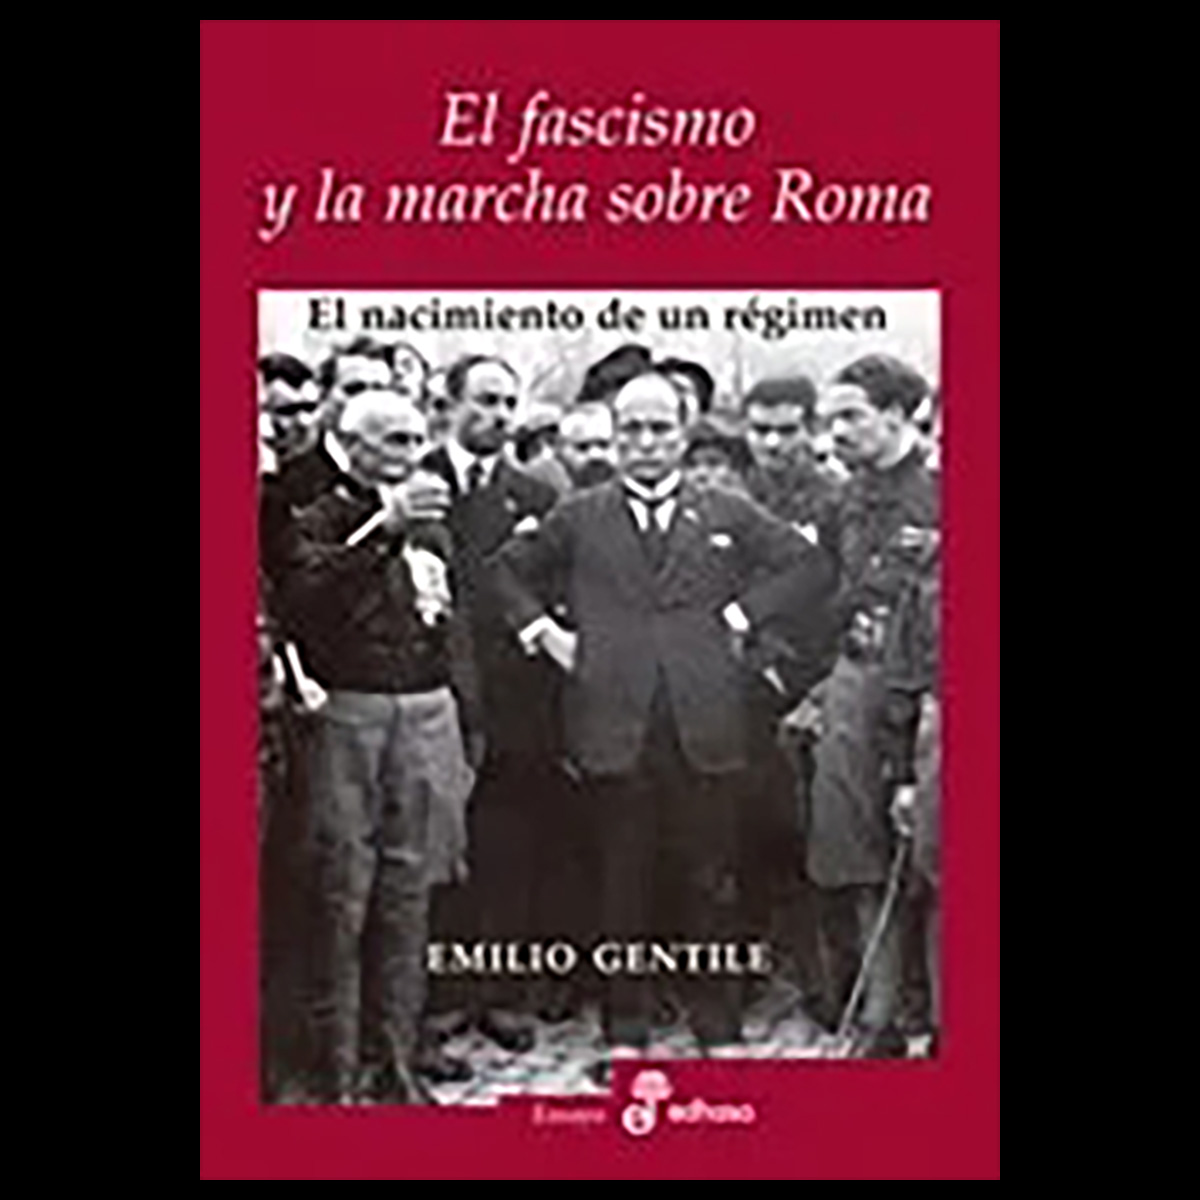 El fascismo
y la marcha sobre Roma
El nacimiento de un régimen
EMILIO GENTILE
Ensayo edhasa